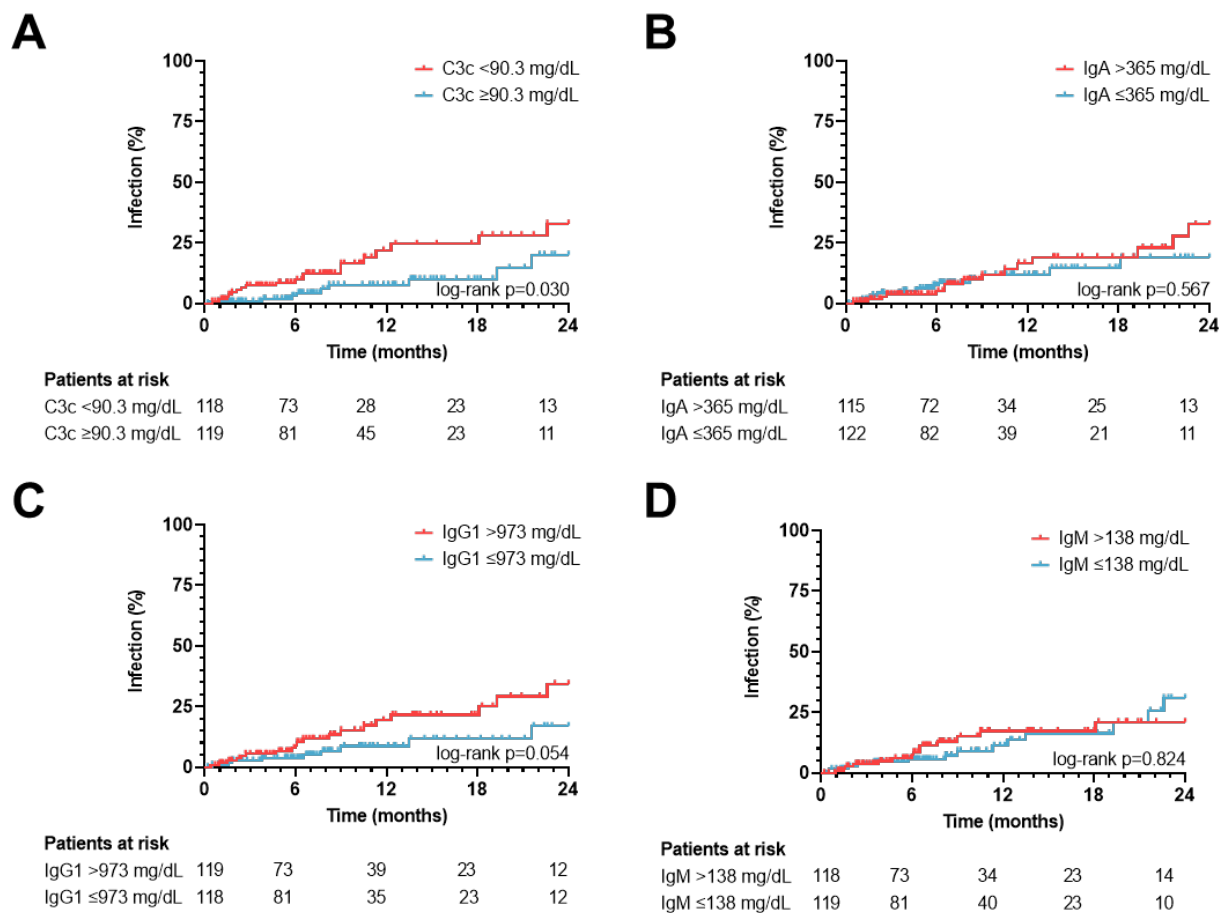 A
100
75
50
25
0
Infection (%)
C3c <90.3 mg/dL
C3c ≥90.3 mg/dL
log-rank p=0.030
0 6 12 18 24
Time (months)
Patients at risk
C3c <90.3 mg/dL 118 73 28 23 13
C3c ≥90.3 mg/dL 119 81 45 23 11
B
100
75
50
25
0
Infection (%)
IgA >365 mg/dL
IgA ≤365 mg/dL
log-rank p=0.567
0 6 12 18 24
Time (months)
Patients at risk
IgA >365 mg/dL 115 72 34 25 13
IgA ≤365 mg/dL 122 82 39 21 11
C
100
75
50
25
0
Infection (%)
IgG1 >973 mg/dL
IgG1 ≤973 mg/dL
log-rank p=0.054
0 6 12 18 24
Time (months)
Patients at risk
IgG1 >973 mg/dL 119 73 39 23 12
IgG1 ≤973 mg/dL 118 81 35 23 12
D
100
75
50
25
0
Infection (%)
IgM >138 mg/dL
IgM ≤138 mg/dL
log-rank p=0.824
0 6 12 18 24
Time (months)
Patients at risk
IgM >138 mg/dL 118 73 34 23 14
IgM ≤138 mg/dL 119 81 40 23 10